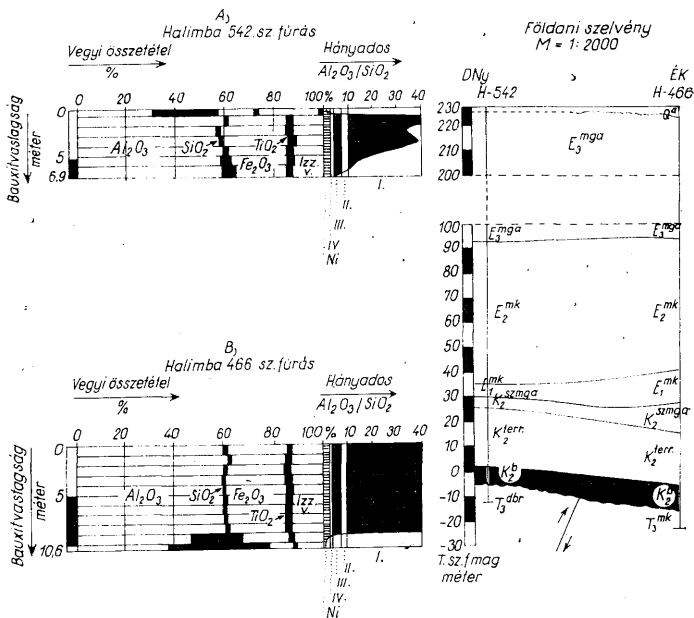 A)
Halimba 542.sz.fúrás
Vegyi összetétel
%
Hányados
Al2O3/SiO2
0 20 40 60 80 100 % 0 10 20 30 40
Bauxitvastagság
méter
0
5
6.9
Al2O3
SiO2
Fe2O3
TiO2
Izz.
v.
I.
II.
III.
IV
Ni
B)
Halimba 466 sz.fúrás
Vegyi összetétel
%
Hányados
Al2O3/SiO2
0 20 40 60 80 100 % 0 10 20 30 40
Bauxitvastagság
méter
0
5
10,6
Al2O3
SiO2
Fe2O3
TiO2
Izz.
v.
I.
II.
III.
IV.
Ni
Földani szelvény
M = 1: 2000
DNy ÉK
H-542 H-466
230
220
210
200
100
90
80
70
60
50
40
30
20
10
0
-10
-20
-30
T.sz.f mag
méter
E3mga
E3mga E3mga
E2mk E2mk
E1mk E1mk
K2szmga K2szmga
K2terr. K2terr.
K2b K2b
T3dbr T3mk